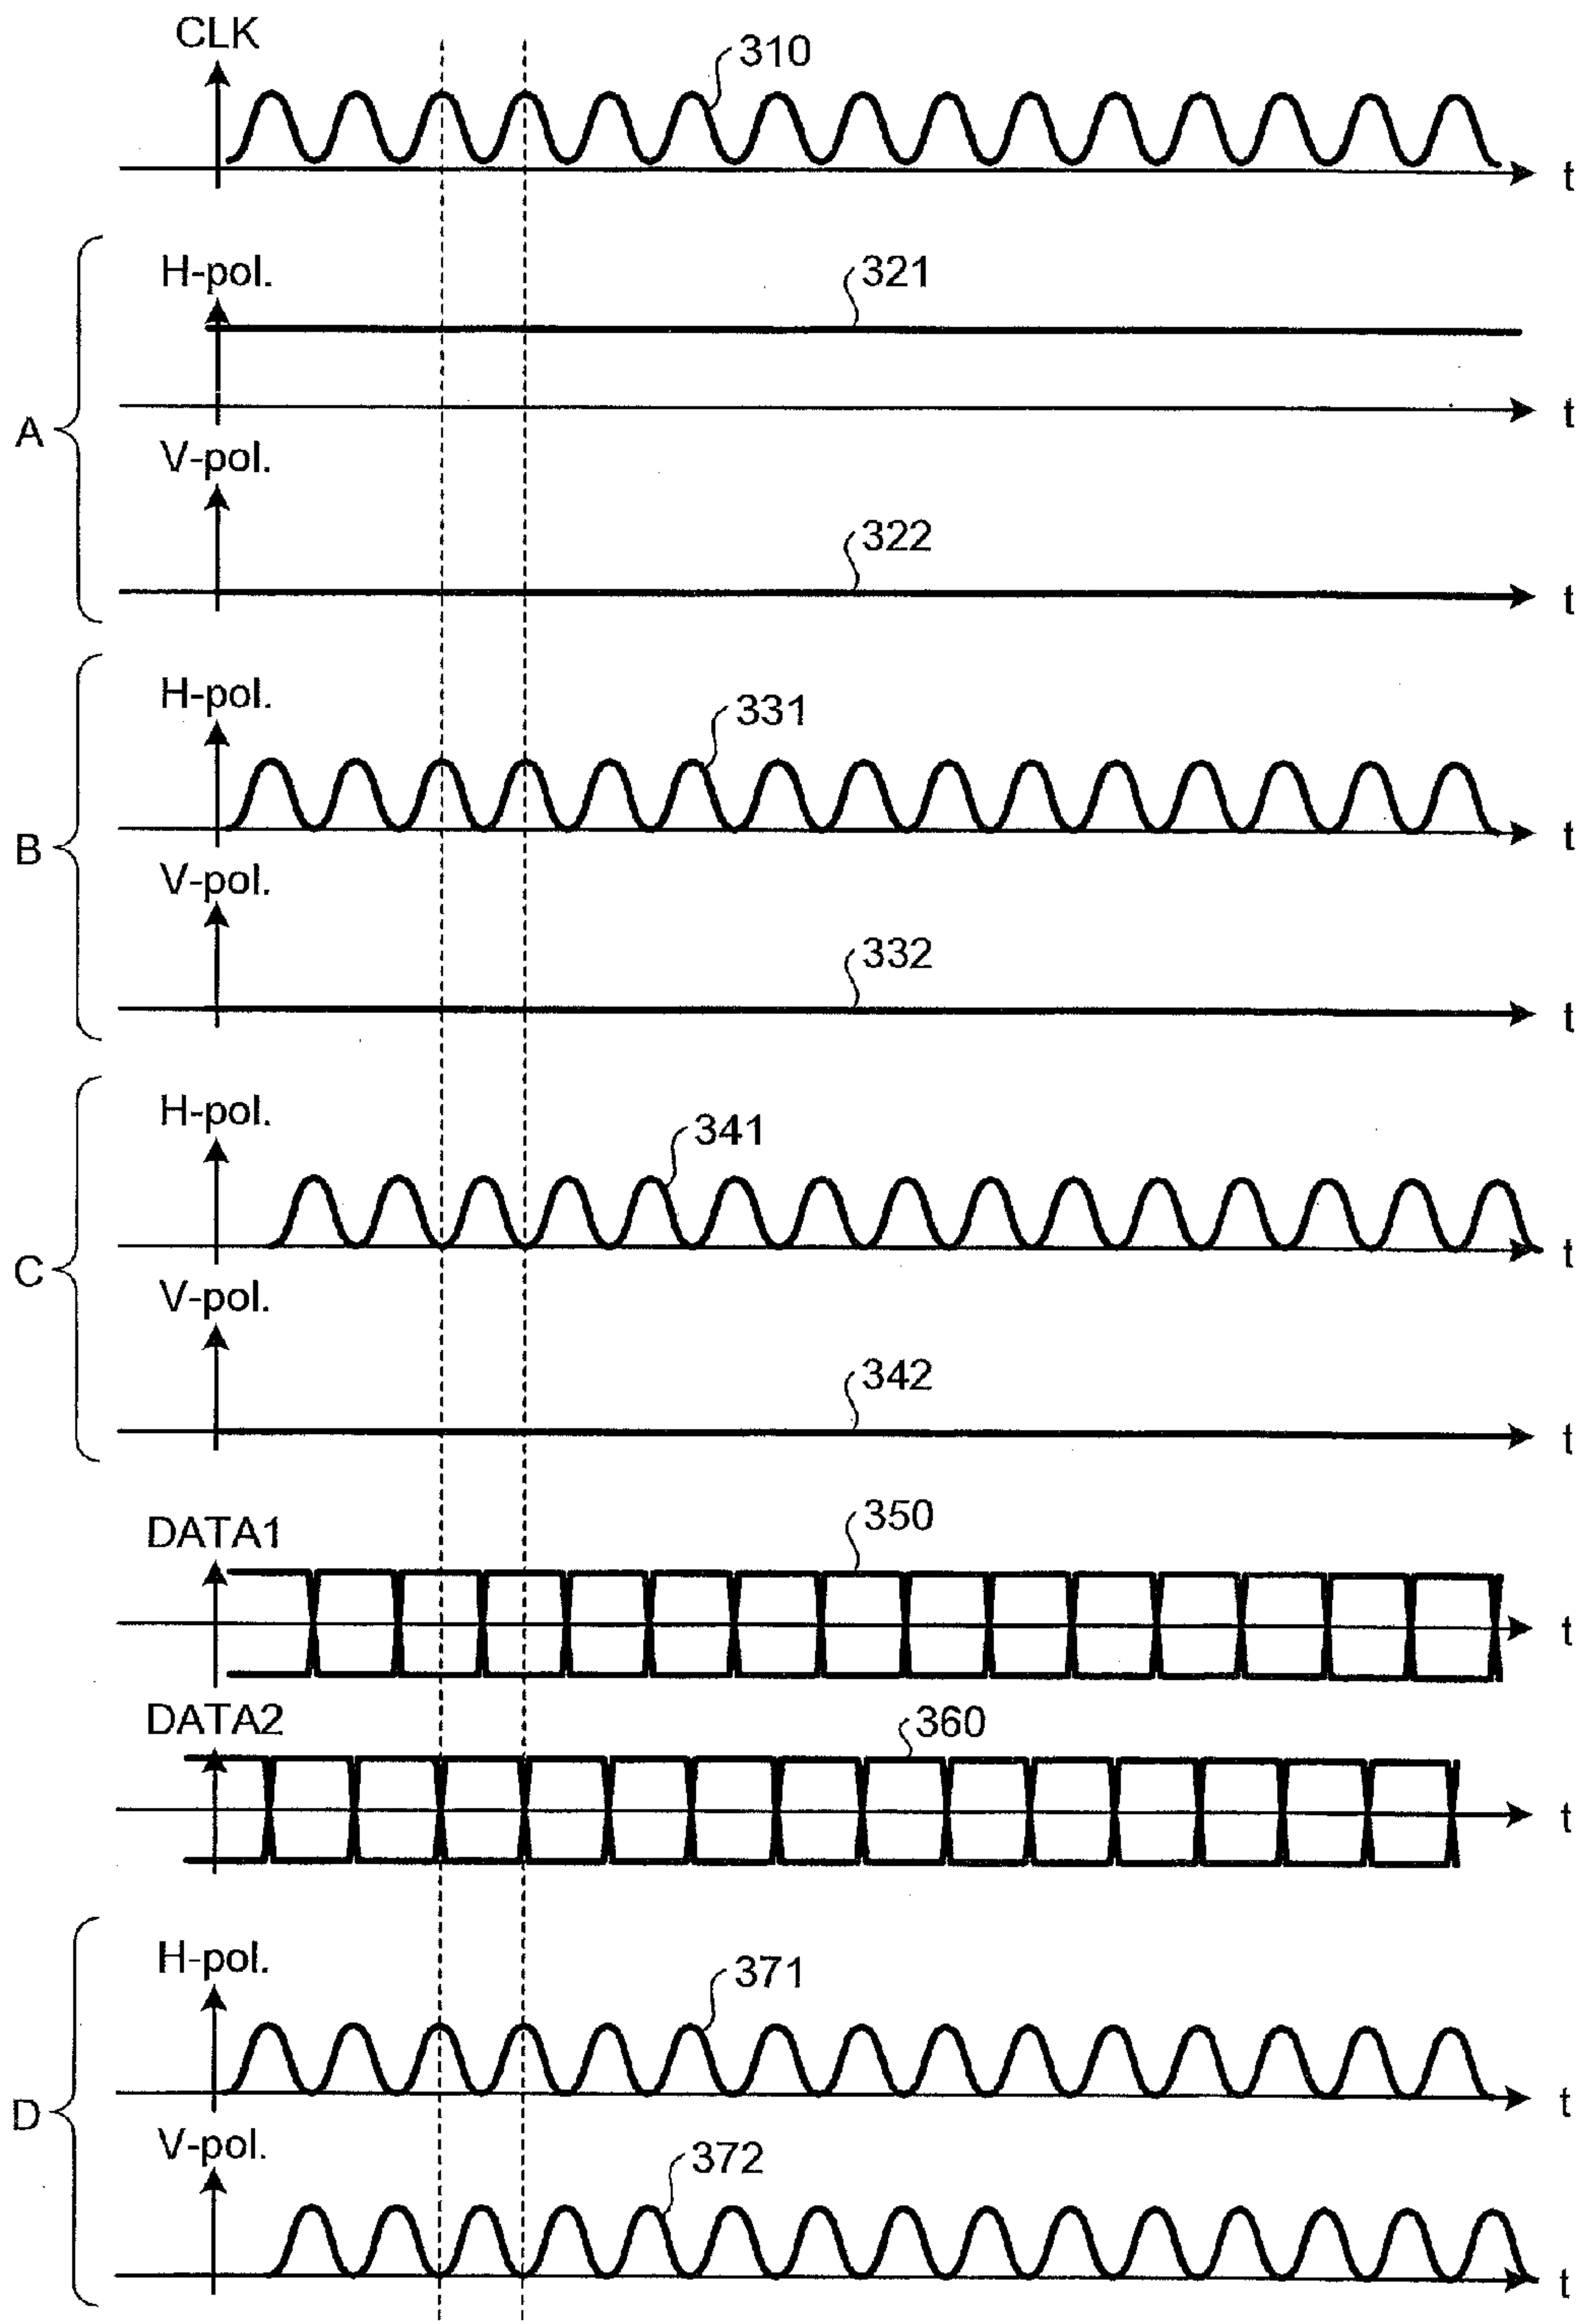 CLK
310
t
A
H-pol.
321
t
V-pol.
322
t
B
H-pol.
331
t
V-pol.
332
t
C
H-pol.
341
t
V-pol.
342
t
DATA1
350
t
DATA2
360
t
D
H-pol.
371
t
V-pol.
372
t